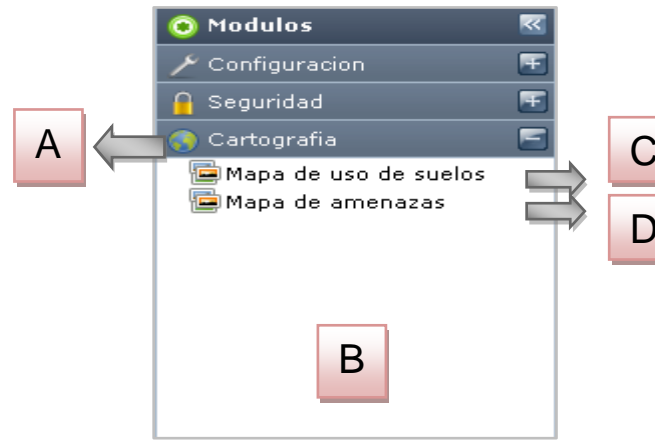 Modulos
Configuracion
Seguridad
A
Cartografia
C
Mapa de uso de suelos
Mapa de amenazas
D
B